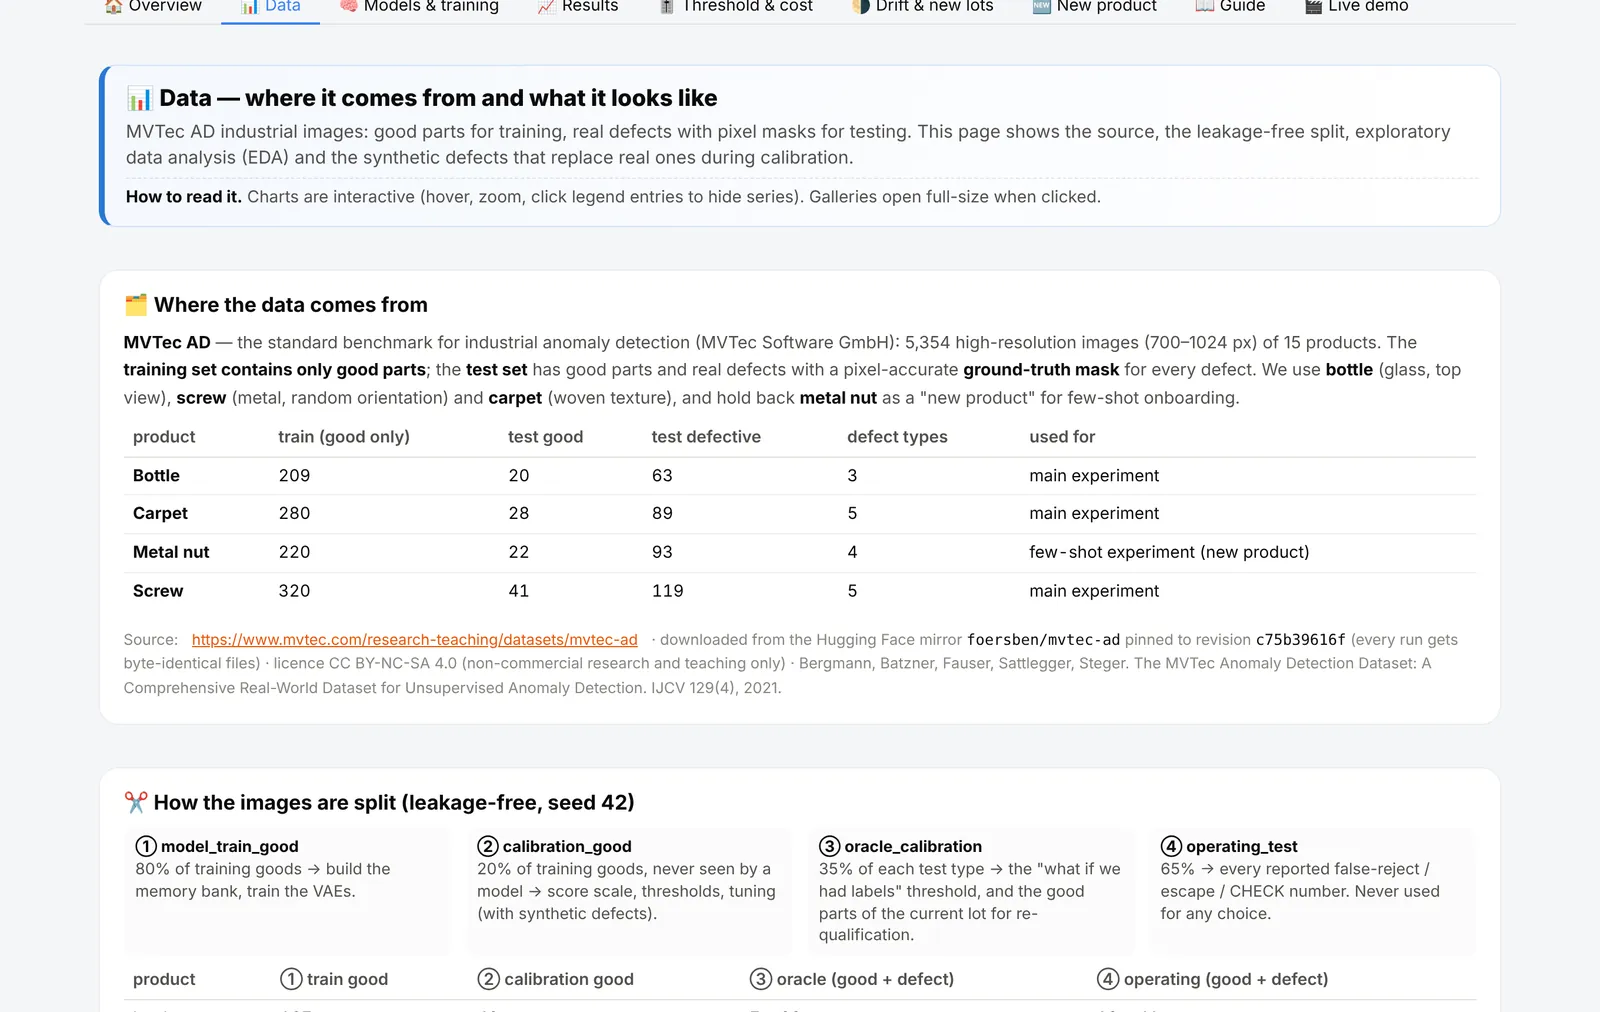 Overview Data Models & training Results Threshold & cost Drift & new lots New product Guide Live demo
Data — where it comes from and what it looks like
MVTec AD industrial images: good parts for training, real defects with pixel masks for testing. This page shows the source, the leakage-free split, exploratory
data analysis (EDA) and the synthetic defects that replace real ones during calibration.
How to read it. Charts are interactive (hover, zoom, click legend entries to hide series). Galleries open full-size when clicked.
Where the data comes from
MVTec AD — the standard benchmark for industrial anomaly detection (MVTec Software GmbH): 5,354 high-resolution images (700–1024 px) of 15 products. The
training set contains only good parts; the test set has good parts and real defects with a pixel-accurate ground-truth mask for every defect. We use bottle (glass, top
view), screw (metal, random orientation) and carpet (woven texture), and hold back metal nut as a "new product" for few-shot onboarding.
product train (good only) test good test defective defect types used for
Bottle 209 20 63 3 main experiment
Carpet 280 28 89 5 main experiment
Metal nut 220 22 93 4 few-shot experiment (new product)
Screw 320 41 119 5 main experiment
Source: https://www.mvtec.com/research-teaching/datasets/mvtec-ad · downloaded from the Hugging Face mirror foersben/mvtec-ad pinned to revision c75b39616f (every run gets
byte-identical files) · licence CC BY-NC-SA 4.0 (non-commercial research and teaching only) · Bergmann, Batzner, Fauser, Sattlegger, Steger. The MVTec Anomaly Detection Dataset: A
Comprehensive Real-World Dataset for Unsupervised Anomaly Detection. IJCV 129(4), 2021.
How the images are split (leakage-free, seed 42)
① model_train_good
80% of training goods → build the
memory bank, train the VAEs.
② calibration_good
20% of training goods, never seen by a
model → score scale, thresholds, tuning
(with synthetic defects).
③ oracle_calibration
35% of each test type → the "what if we
had labels" threshold, and the good
parts of the current lot for re-
qualification.
④ operating_test
65% → every reported false-reject /
escape / CHECK number. Never used
for any choice.
product ① train good ② calibration good ③ oracle (good + defect) ④ operating (good + defect)